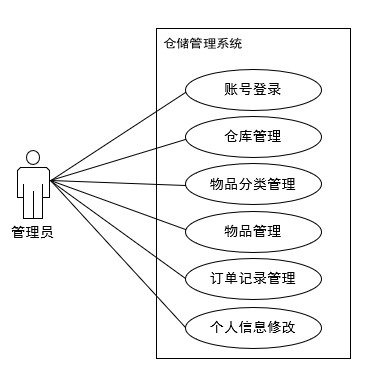 仓储管理系统
账号登录
仓库管理
物品分类管理
管理员
物品管理
订单记录管理
个人信息修改